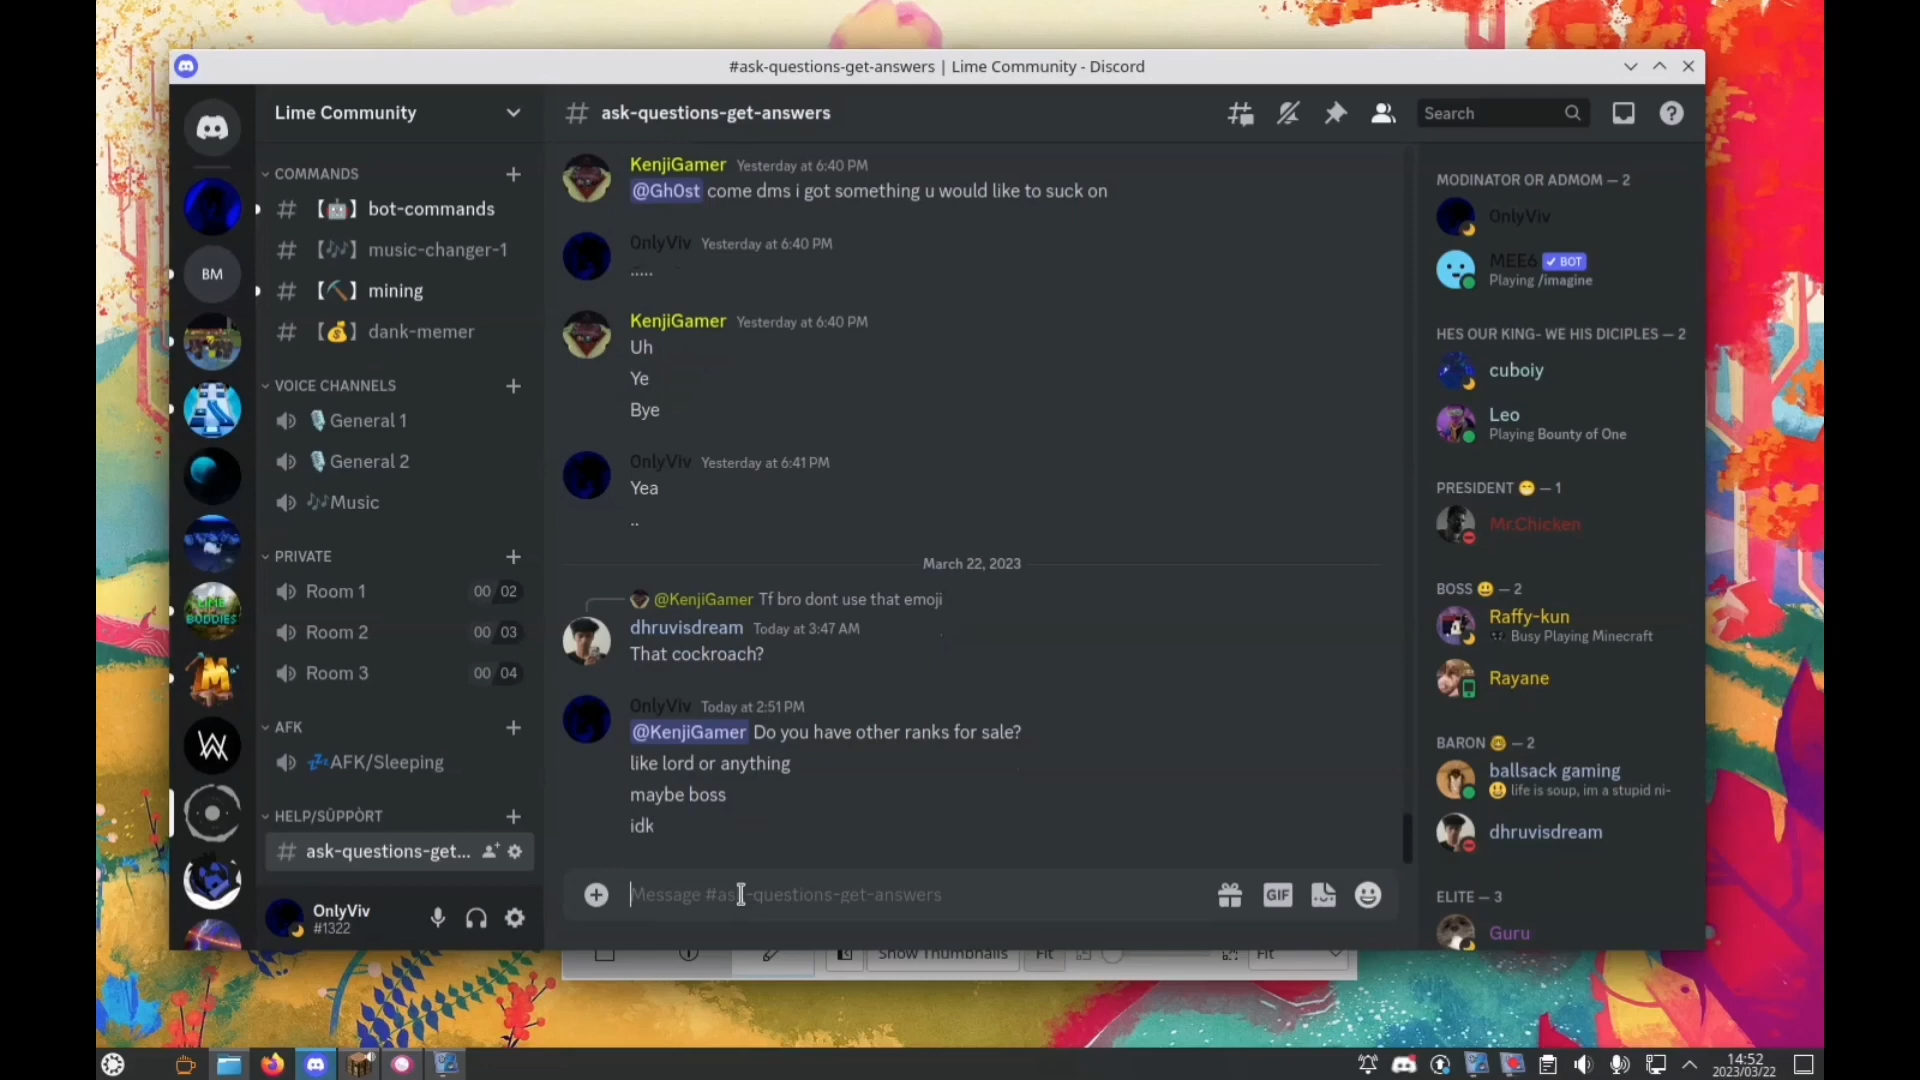 #ask-questions-get-answers | Lime Community - Discord
Lime Community
COMMANDS
# 【🤖】 bot-commands
# 【🎶】 music-changer-1
# 【⛏️】 mining
# 【💰】 dank-memer
VOICE CHANNELS
🎙️General 1
🎙️General 2
🎶Music
PRIVATE
Room 1 00 02
Room 2 00 03
Room 3 00 04
AFK
💤AFK/Sleeping
HELP/SŪPPÒRT
# ask-questions-get...
OnlyViv
#1322
BM
LIME
BUDDIES
# ask-questions-get-answers
Search
KenjiGamer Yesterday at 6:40 PM
@Gh0st come dms i got something u would like to suck on
OnlyViv Yesterday at 6:40 PM
.....
KenjiGamer Yesterday at 6:40 PM
Uh
Ye
Bye
OnlyViv Yesterday at 6:41 PM
Yea
..
March 22, 2023
@KenjiGamer Tf bro dont use that emoji
dhruvisdream Today at 3:47 AM
That cockroach?
OnlyViv Today at 2:51 PM
@KenjiGamer Do you have other ranks for sale?
like lord or anything
maybe boss
idk
Message #ask-questions-get-answers
GIF
MODINATOR OR ADMOM — 2
OnlyViv
MEE6 ✓ BOT
Playing /imagine
HES OUR KING- WE HIS DICIPLES — 2
cuboiy
Leo
Playing Bounty of One
PRESIDENT 😁 — 1
Mr.Chicken
BOSS 😃 — 2
Raffy-kun
Busy Playing Minecraft
Rayane
BARON 🤓 — 2
ballsack gaming
😃 life is soup, im a stupid ni-
dhruvisdream
ELITE — 3
Guru
Show Thumbnails
Fit
Fit
14:52
2023/03/22